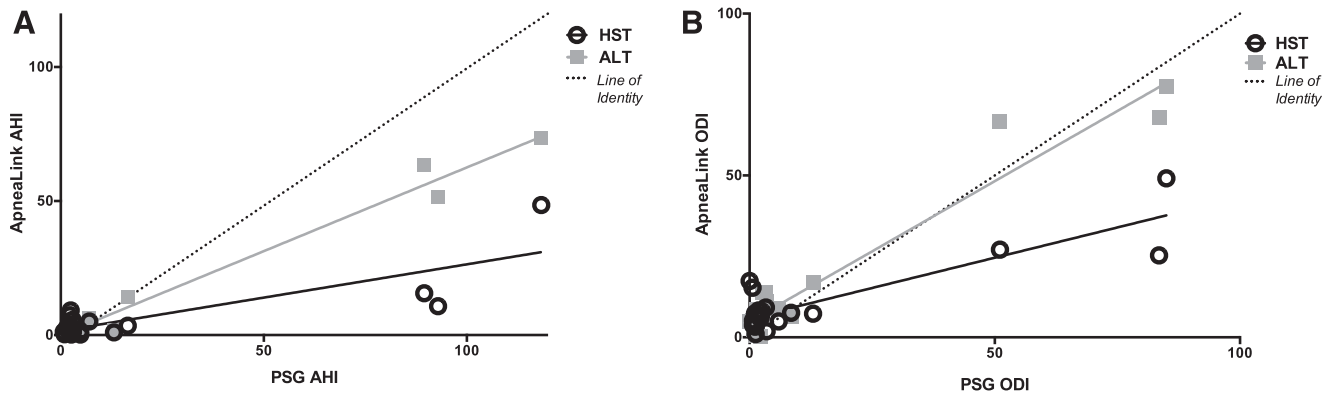 A
100
50
0
0
50
100
ApneaLink AHI
PSG AHI
HST
ALT
Line of
Identity
B
100
50
0
0
50
100
ApneaLink ODI
PSG ODI
HST
ALT
Line of
Identity